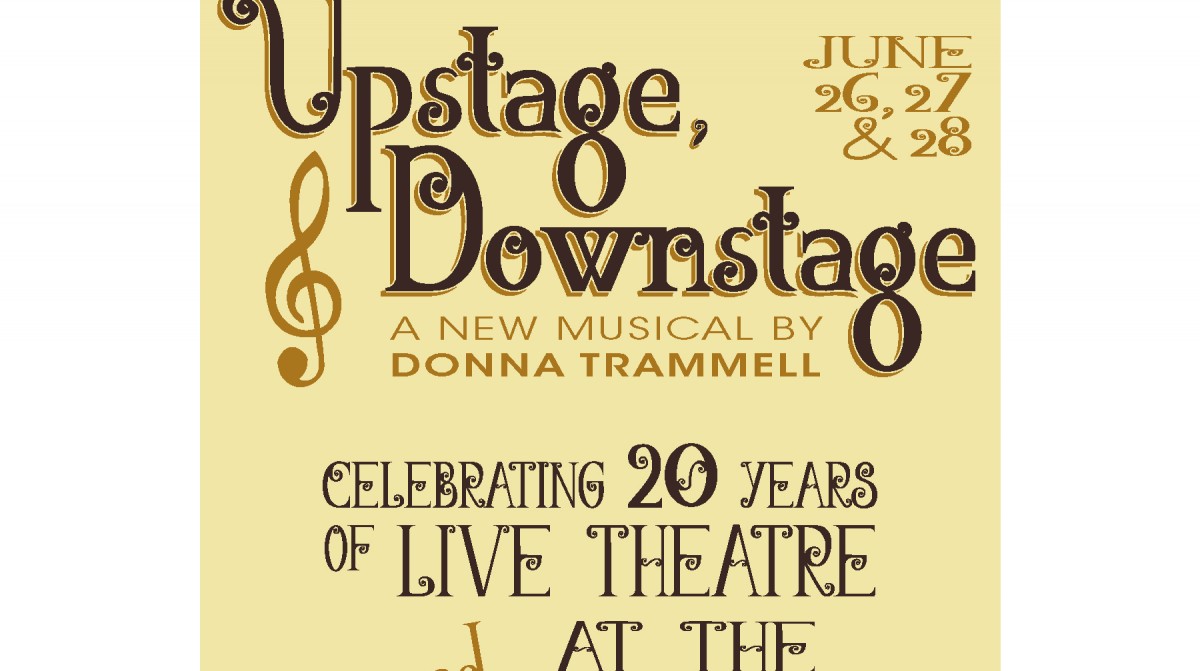 Upstage,
Downstage
JUNE
26, 27
& 28
A NEW MUSICAL BY
DONNA TRAMMELL
CELEBRATING 20 YEARS
OF LIVE THEATRE
AT THE